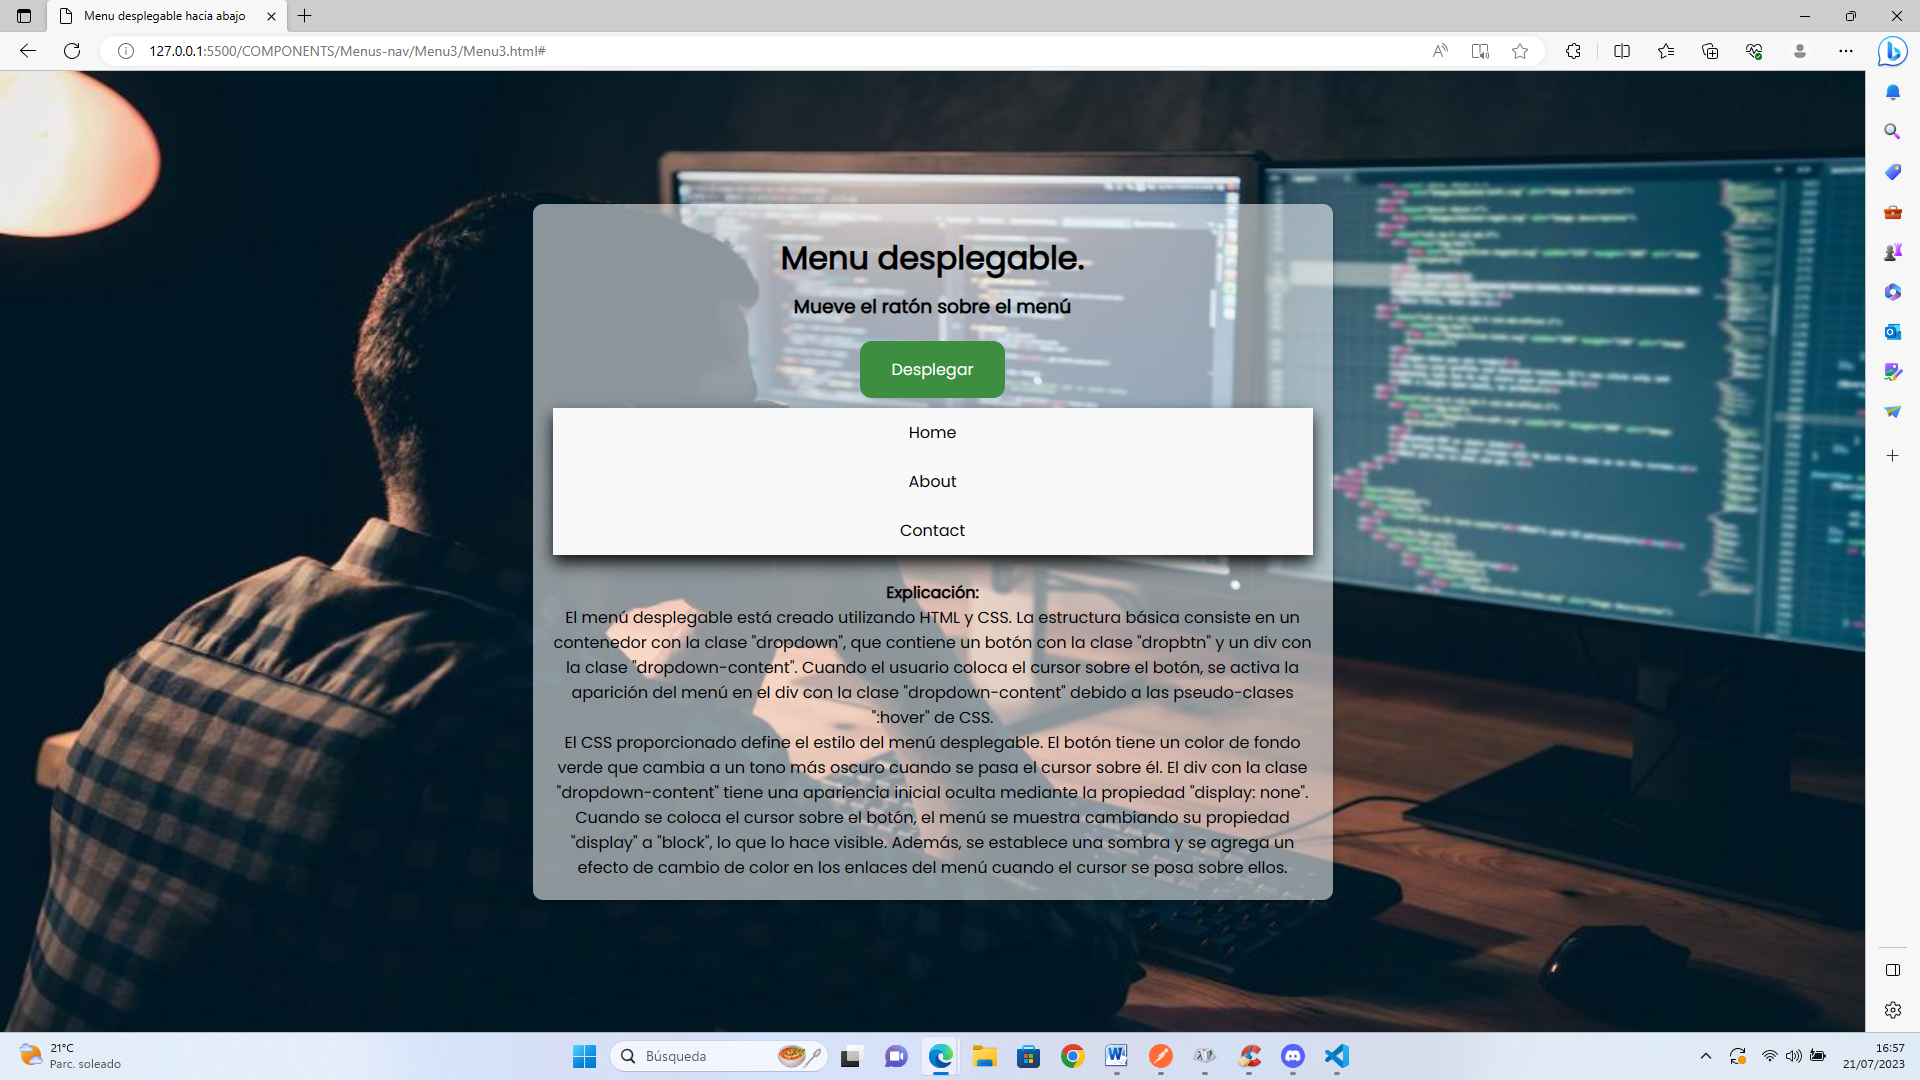 Menu desplegable hacia abajo
127.0.0.1:5500/COMPONENTS/Menus-nav/Menu3/Menu3.html#
Menu desplegable.
Mueve el ratón sobre el menú
Desplegar
Home
About
Contact
Explicación:
El menú desplegable está creado utilizando HTML y CSS. La estructura básica consiste en un
contenedor con la clase "dropdown", que contiene un botón con la clase "dropbtn" y un div con
la clase "dropdown-content". Cuando el usuario coloca el cursor sobre el botón, se activa la
aparición del menú en el div con la clase "dropdown-content" debido a las pseudo-clases
":hover" de CSS.
El CSS proporcionado define el estilo del menú desplegable. El botón tiene un color de fondo
verde que cambia a un tono más oscuro cuando se pasa el cursor sobre él. El div con la clase
"dropdown-content" tiene una apariencia inicial oculta mediante la propiedad "display: none".
Cuando se coloca el cursor sobre el botón, el menú se muestra cambiando su propiedad
"display" a "block", lo que lo hace visible. Además, se establece una sombra y se agrega un
efecto de cambio de color en los enlaces del menú cuando el cursor se posa sobre ellos.
21°C
Parc. soleado
Búsqueda
16:57
21/07/2023